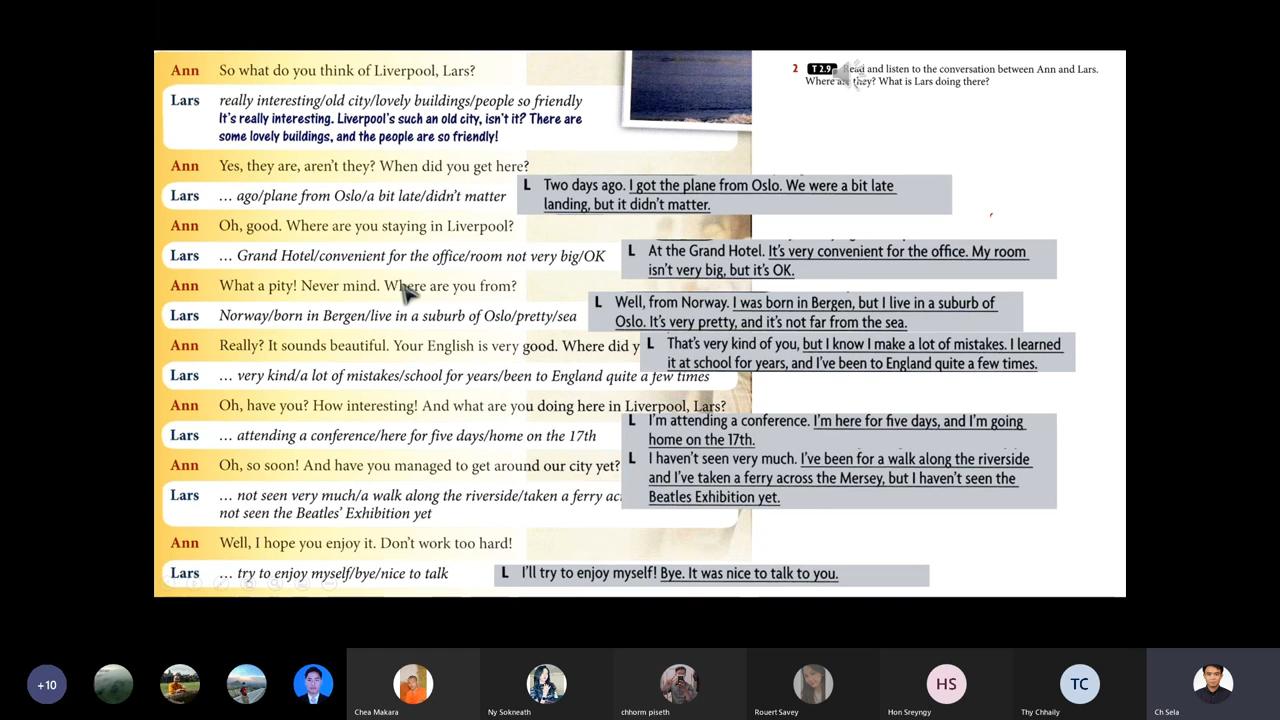 Ann So what do you think of Liverpool, Lars?
Lars really interesting/old city/lovely buildings/people so friendly
It's really interesting. Liverpool's such an old city, isn't it? There are
some lovely buildings, and the people are so friendly!
Ann Yes, they are, aren't they? When did you get here?
Lars … ago/plane from Oslo/a bit late/didn't matter
L Two days ago. I got the plane from Oslo. We were a bit late
landing, but it didn't matter.
Ann Oh, good. Where are you staying in Liverpool?
Lars … Grand Hotel/convenient for the office/room not very big/OK
L At the Grand Hotel. It's very convenient for the office. My room
isn't very big, but it's OK.
Ann What a pity! Never mind. Where are you from?
Lars Norway/born in Bergen/live in a suburb of Oslo/pretty/sea
L Well, from Norway. I was born in Bergen, but I live in a suburb of
Oslo. It's very pretty, and it's not far from the sea.
Ann Really? It sounds beautiful. Your English is very good. Where did y
L That's very kind of you, but I know I make a lot of mistakes. I learned
it at school for years, and I've been to England quite a few times.
Lars … very kind/a lot of mistakes/school for years/been to England quite a few times
Ann Oh, have you? How interesting! And what are you doing here in Liverpool, Lars?
Lars … attending a conference/here for five days/home on the 17th
L I'm attending a conference. I'm here for five days, and I'm going
home on the 17th.
Ann Oh, so soon! And have you managed to get around our city yet?
L I haven't seen very much. I've been for a walk along the riverside
and I've taken a ferry across the Mersey, but I haven't seen the
Beatles Exhibition yet.
Lars … not seen very much/a walk along the riverside/taken a ferry ac
not seen the Beatles' Exhibition yet
Ann Well, I hope you enjoy it. Don't work too hard!
Lars … try to enjoy myself/bye/nice to talk
L I'll try to enjoy myself! Bye. It was nice to talk to you.
2 T 2.9 Read and listen to the conversation between Ann and Lars.
Where are they? What is Lars doing there?
+10
Chea Makara
Ny Sokneath
chhorm piseth
Rouert Savey
HS
Hon Sreyngy
TC
Thy Chhaily
Ch Sela